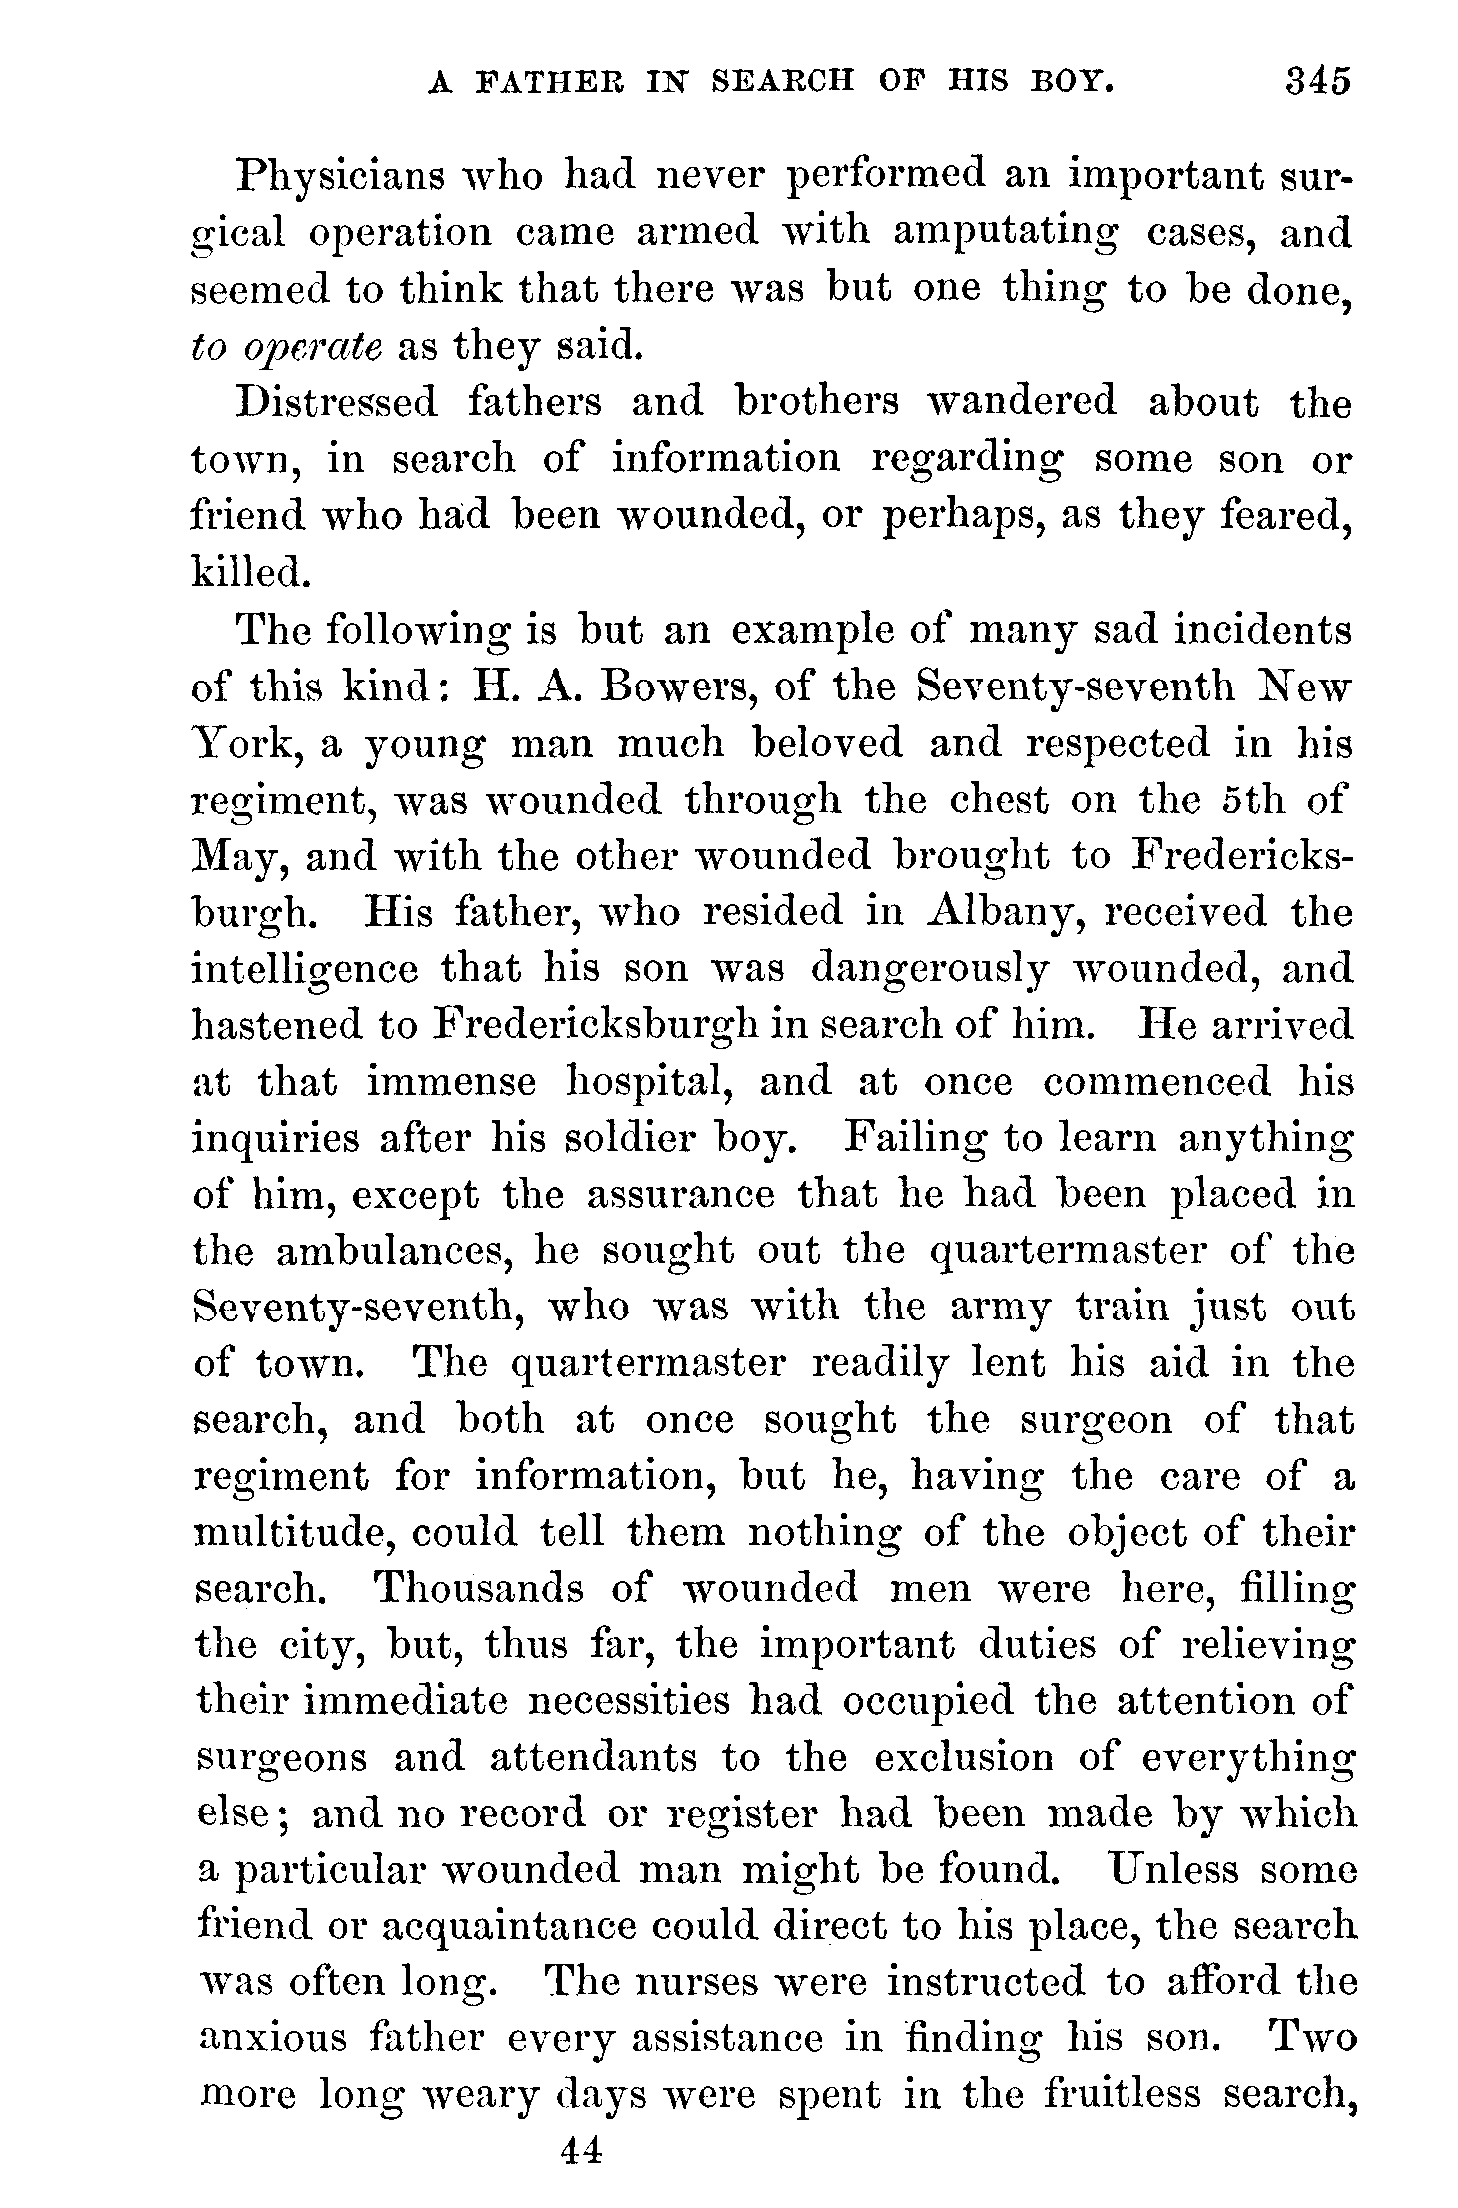 A FATHER IN SEARCH OF HIS BOY. 345
Physicians who had never performed an important sur-
gical operation came armed with amputating cases, and
seemed to think that there was but one thing to be done,
to operate as they said.
Distressed fathers and brothers wandered about the
town, in search of information regarding some son or
friend who had been wounded, or perhaps, as they feared,
killed.
The following is but an example of many sad incidents
of this kind: H. A. Bowers, of the Seventy-seventh New
York, a young man much beloved and respected in his
regiment, was wounded through the chest on the 5th of
May, and with the other wounded brought to Fredericks-
burgh. His father, who resided in Albany, received the
intelligence that his son was dangerously wounded, and
hastened to Fredericksburgh in search of him. He arrived
at that immense hospital, and at once commenced his
inquiries after his soldier boy. Failing to learn anything
of him, except the assurance that he had been placed in
the ambulances, he sought out the quartermaster of the
Seventy-seventh, who was with the army train just out
of town. The quartermaster readily lent his aid in the
search, and both at once sought the surgeon of that
regiment for information, but he, having the care of a
multitude, could tell them nothing of the object of their
search. Thousands of wounded men were here, filling
the city, but, thus far, the important duties of relieving
their immediate necessities had occupied the attention of
surgeons and attendants to the exclusion of everything
else; and no record or register had been made by which
a particular wounded man might be found. Unless some
friend or acquaintance could direct to his place, the search
was often long. The nurses were instructed to afford the
anxious father every assistance in finding his son. Two
more long weary days were spent in the fruitless search,
44